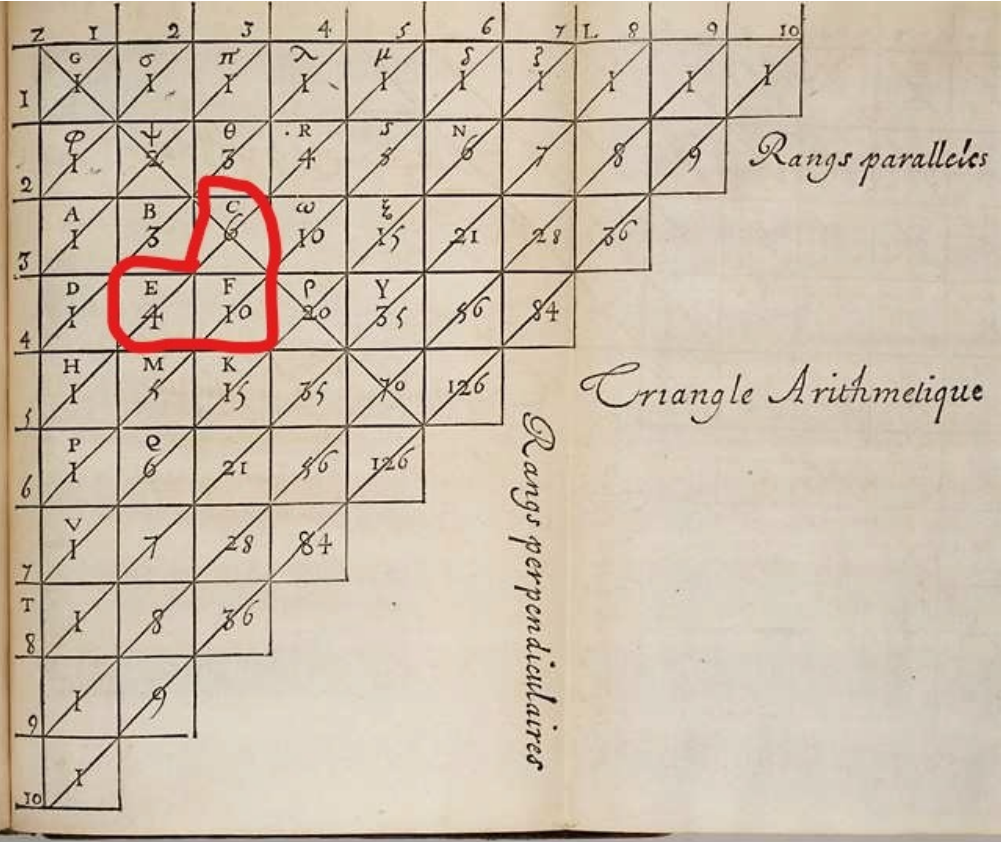 Z 1 2 3 4 5 6 7 L 8 9 10
G σ π λ μ δ ζ
1 1 1 1 1 1 1 1 1 1 1
φ ψ θ R S N
2 1 2 3 4 5 6 7 8 9 Rangs paralleles
A B C ω ξ
3 1 3 6 10 15 21 28 36
D E F ρ Y
4 1 4 10 20 35 56 84
H M K
5 1 5 15 35 70 126 Triangle Arithmetique
P Q
6 1 6 21 56 126
V
7 1 7 28 84
T
8 1 8 36
9 1 9
10 1
Rangs perpendiculaires